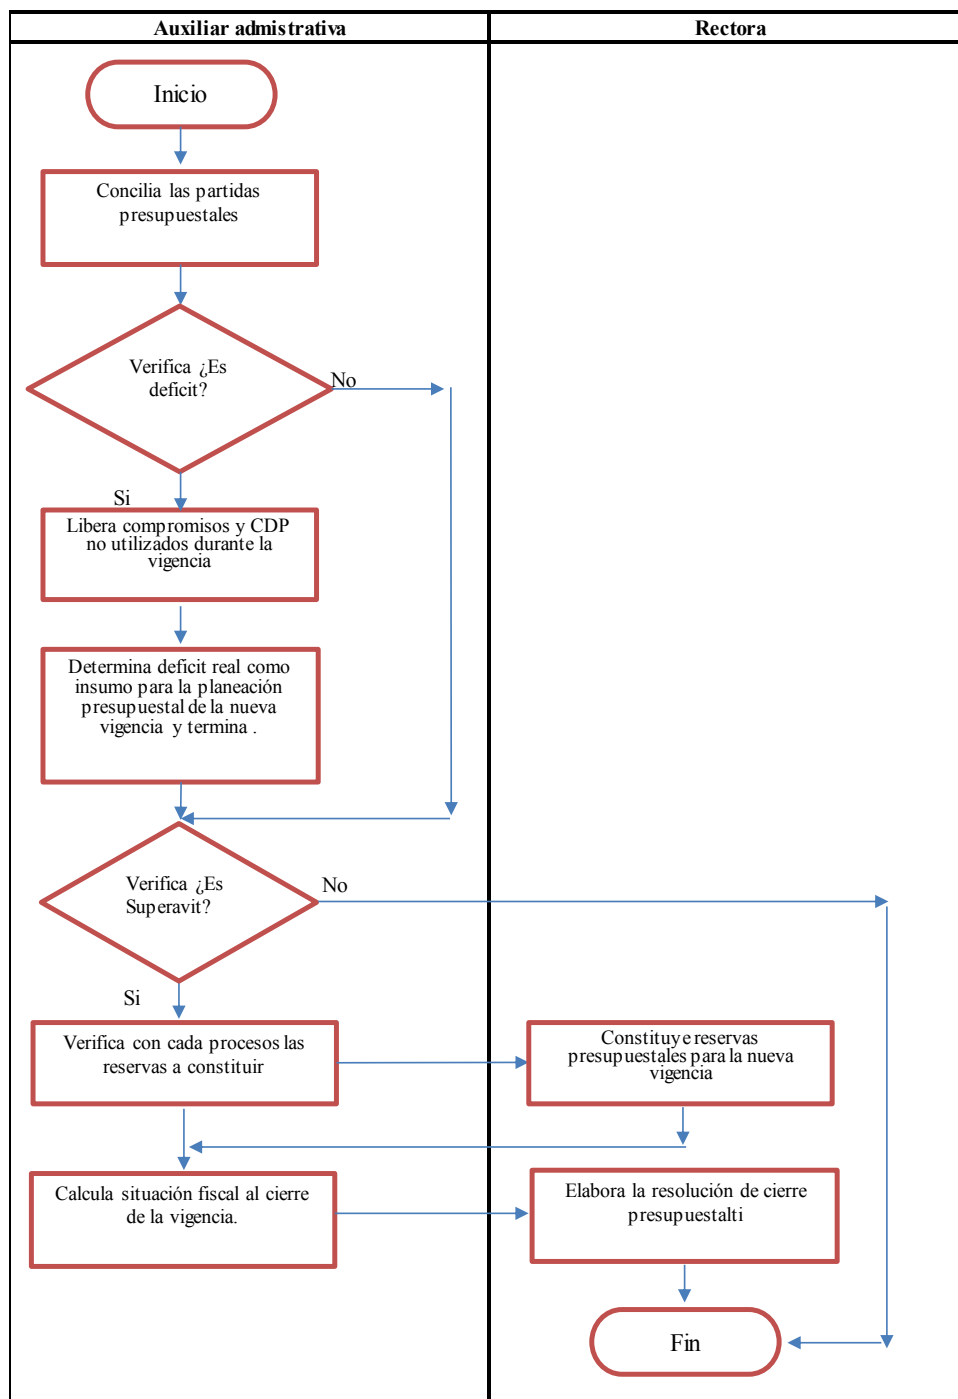 Auxiliar admistrativa
Rectora
Inicio
Concilia las partidas
presupuestales
Verifica ¿Es
deficit?
No
Si
Libera compromisos y CDP
no utilizados durante la
vigencia
Determina deficit real como
insumo para la planeación
presupuestal de la nueva
vigencia y termina .
Verifica ¿Es
Superavit?
No
Si
Verifica con cada procesos las
reservas a constituir
Constituye reservas
presupuestales para la nueva
vigencia
Calcula situación fiscal al cierre
de la vigencia.
Elabora la resolución de cierre
presupuestalti
Fin